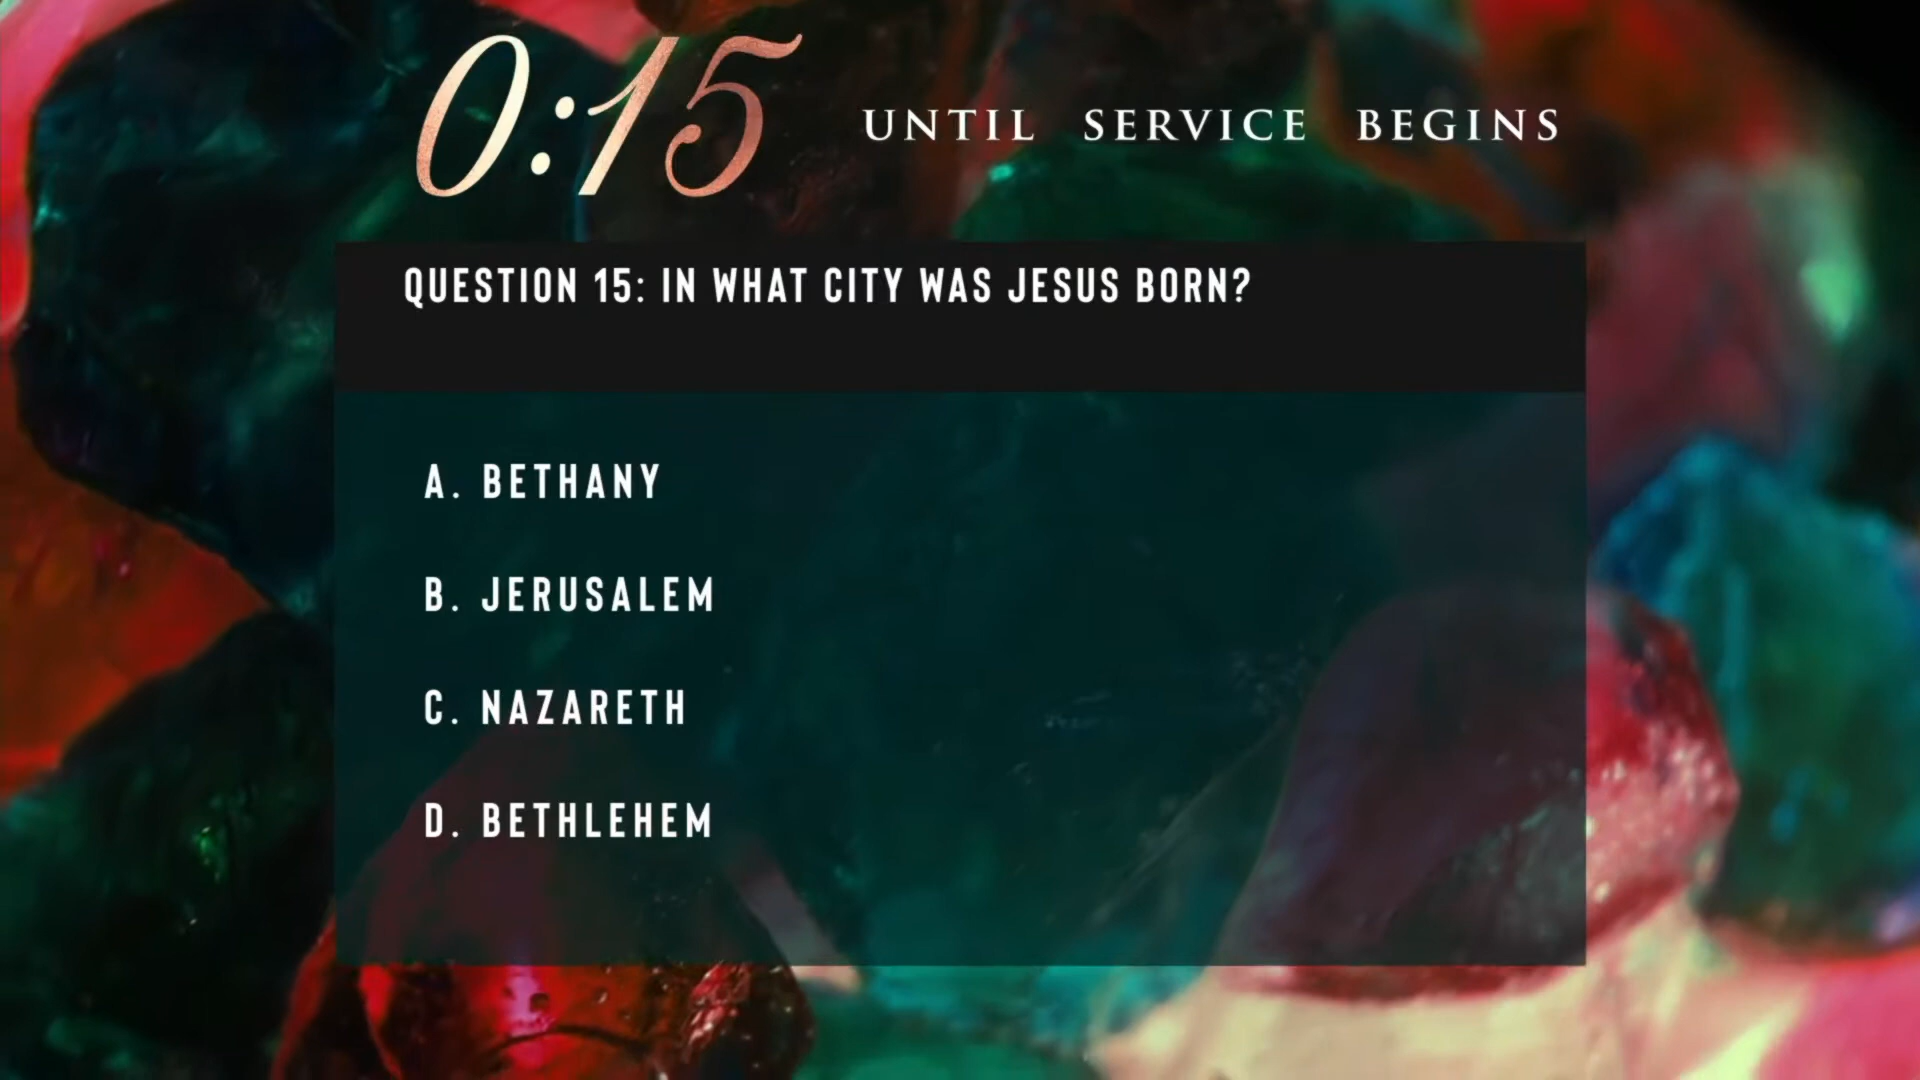 0:15 UNTIL SERVICE BEGINS
QUESTION 15: IN WHAT CITY WAS JESUS BORN?
A. BETHANY
B. JERUSALEM
C. NAZARETH
D. BETHLEHEM